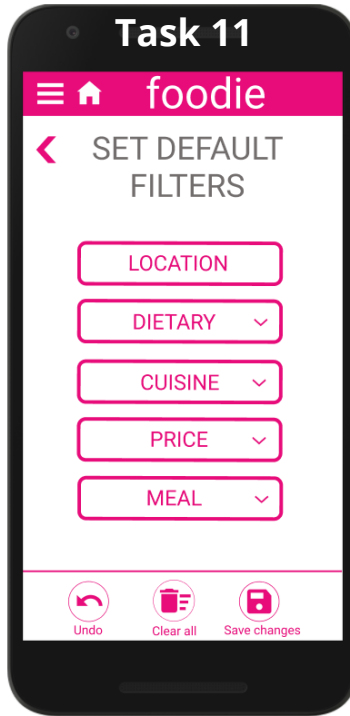 Task 11
foodie
SET DEFAULT
FILTERS
LOCATION
DIETARY
CUISINE
PRICE
MEAL
Undo
Clear all
Save changes